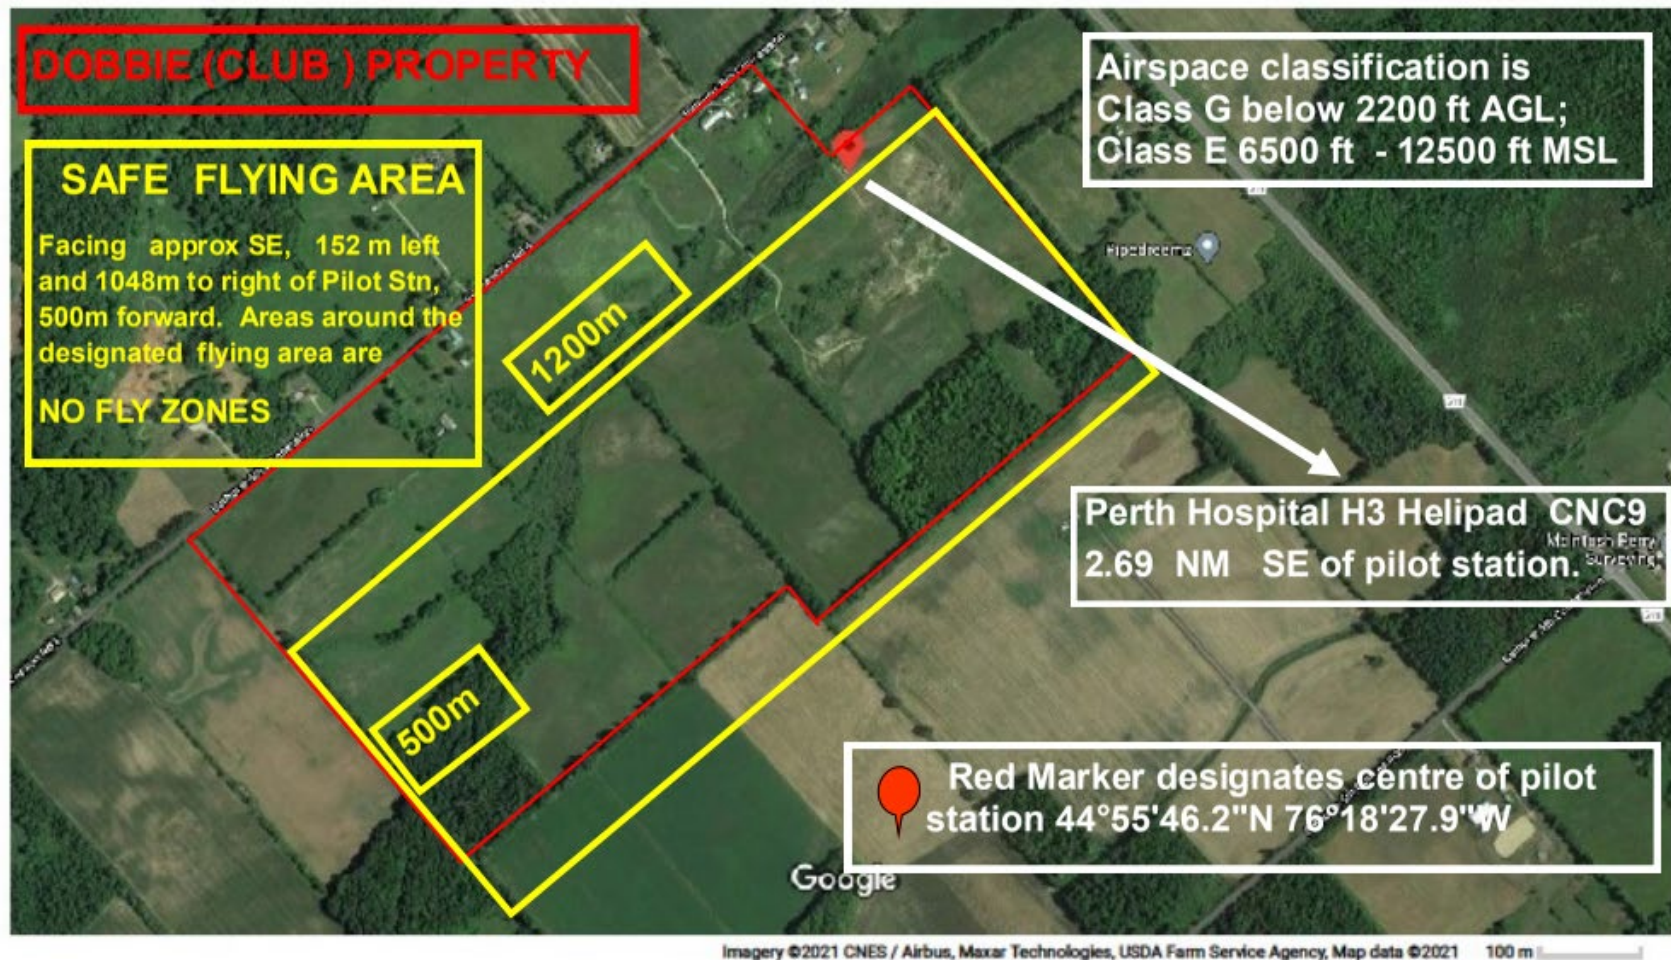 DOBBIE (CLUB ) PROPERTY
Airspace classification is
Class G below 2200 ft AGL;
Class E 6500 ft - 12500 ft MSL
SAFE FLYING AREA
Facing approx SE, 152 m left
and 1048m to right of Pilot Stn,
500m forward. Areas around the
designated flying area are
NO FLY ZONES
Pipedreemz
1200m
500m
Perth Hospital H3 Helipad CNC9
2.69 NM SE of pilot station.
McIntosh Perry
Surveying
Red Marker designates centre of pilot
station 44°55'46.2"N 76°18'27.9"W
Google
Imagery ©2021 CNES / Airbus, Maxar Technologies, USDA Farm Service Agency, Map data ©2021 100 m